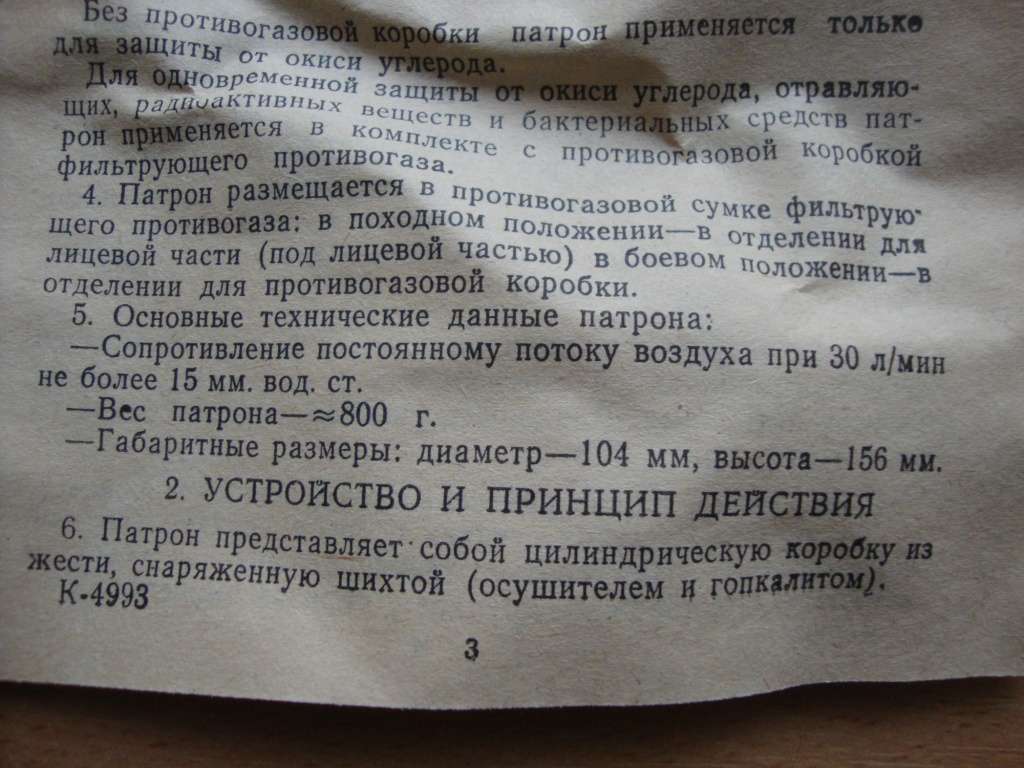 Без противогазовой коробки патрон применяется только
для защиты от окиси углерода.
Для одновременной защиты от окиси углерода, отравляю-
щих, радиоактивных веществ и бактериальных средств пат-
рон применяется в комплекте с противогазовой коробкой
фильтрующего противогаза.
4. Патрон размещается в противогазовой сумке фильтрую-
щего противогаза: в походном положении—в отделении для
лицевой части (под лицевой частью) в боевом положении—в
отделении для противогазовой коробки.
5. Основные технические данные патрона:
—Сопротивление постоянному потоку воздуха при 30 л/мин
не более 15 мм. вод. ст.
—Вес патрона—≈800 г.
—Габаритные размеры: диаметр—104 мм, высота—156 мм.
2. УСТРОЙСТВО И ПРИНЦИП ДЕЙСТВИЯ
6. Патрон представляет собой цилиндрическую коробку из
жести, снаряженную шихтой (осушителем и гопкалитом).
К-4993
3